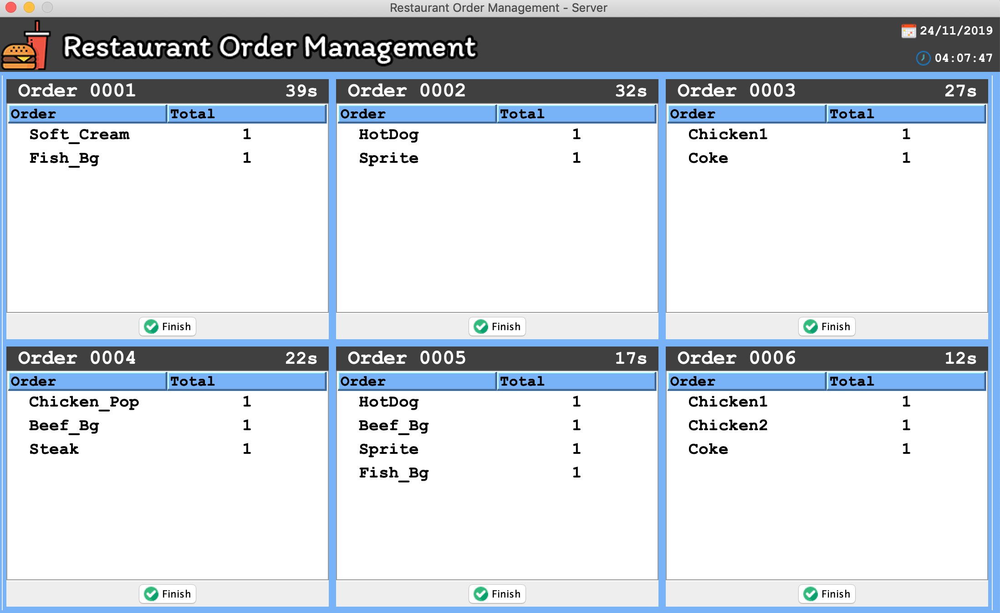 Restaurant Order Management - Server
Restaurant Order Management
24/11/2019
04:07:47
Order 0001 39s
Order Total
Soft_Cream 1
Fish_Bg 1
Finish
Order 0002 32s
Order Total
HotDog 1
Sprite 1
Finish
Order 0003 27s
Order Total
Chicken1 1
Coke 1
Finish
Order 0004 22s
Order Total
Chicken_Pop 1
Beef_Bg 1
Steak 1
Finish
Order 0005 17s
Order Total
HotDog 1
Beef_Bg 1
Sprite 1
Fish_Bg 1
Finish
Order 0006 12s
Order Total
Chicken1 1
Chicken2 1
Coke 1
Finish